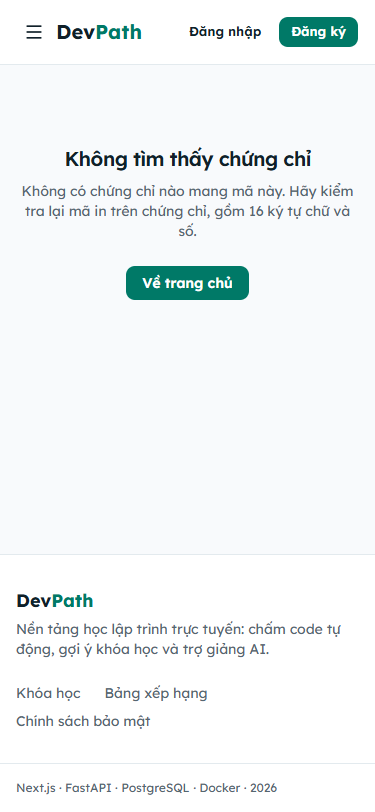 DevPath
Đăng nhập
Đăng ký
Không tìm thấy chứng chỉ
Không có chứng chỉ nào mang mã này. Hãy kiểm
tra lại mã in trên chứng chỉ, gồm 16 ký tự chữ và
số.
Về trang chủ
DevPath
Nền tảng học lập trình trực tuyến: chấm code tự
động, gợi ý khóa học và trợ giảng AI.
Khóa học
Bảng xếp hạng
Chính sách bảo mật
Next.js · FastAPI · PostgreSQL · Docker · 2026